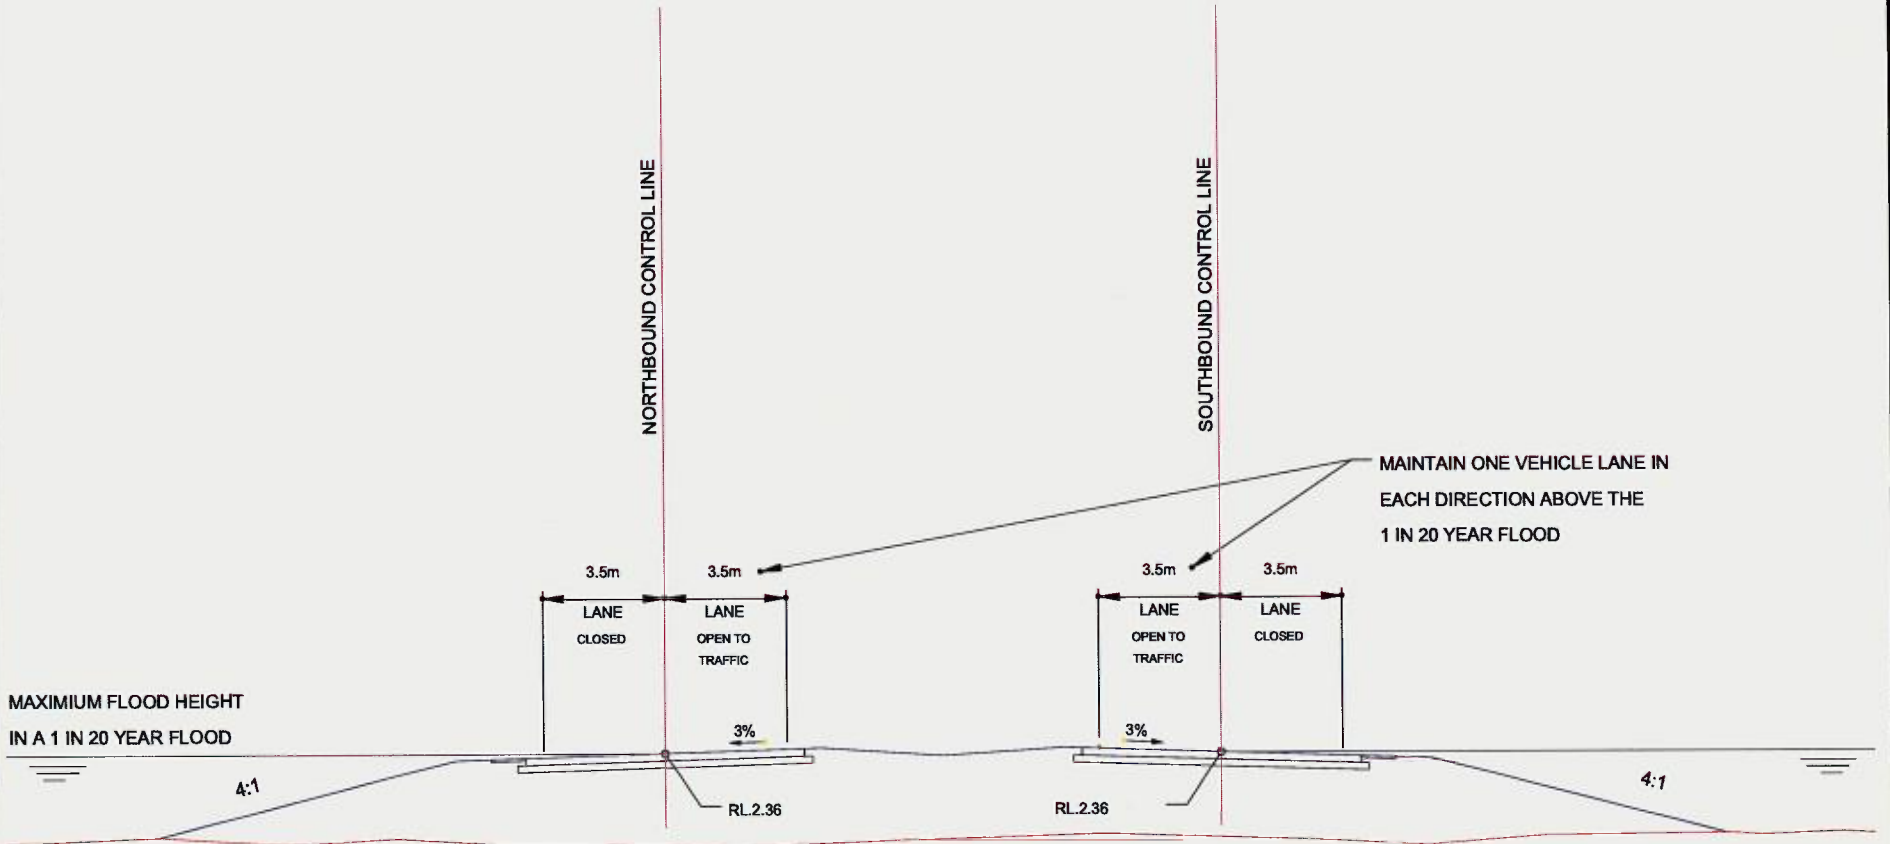 NORTHBOUND CONTROL LINE
SOUTHBOUND CONTROL LINE
MAINTAIN ONE VEHICLE LANE IN
EACH DIRECTION ABOVE THE
1 IN 20 YEAR FLOOD
3.5m
LANE
CLOSED
3.5m
LANE
OPEN TO
TRAFFIC
3.5m
LANE
OPEN TO
TRAFFIC
3.5m
LANE
CLOSED
MAXIMIUM FLOOD HEIGHT
IN A 1 IN 20 YEAR FLOOD
3%
3%
4:1
4:1
RL.2.36
RL.2.36